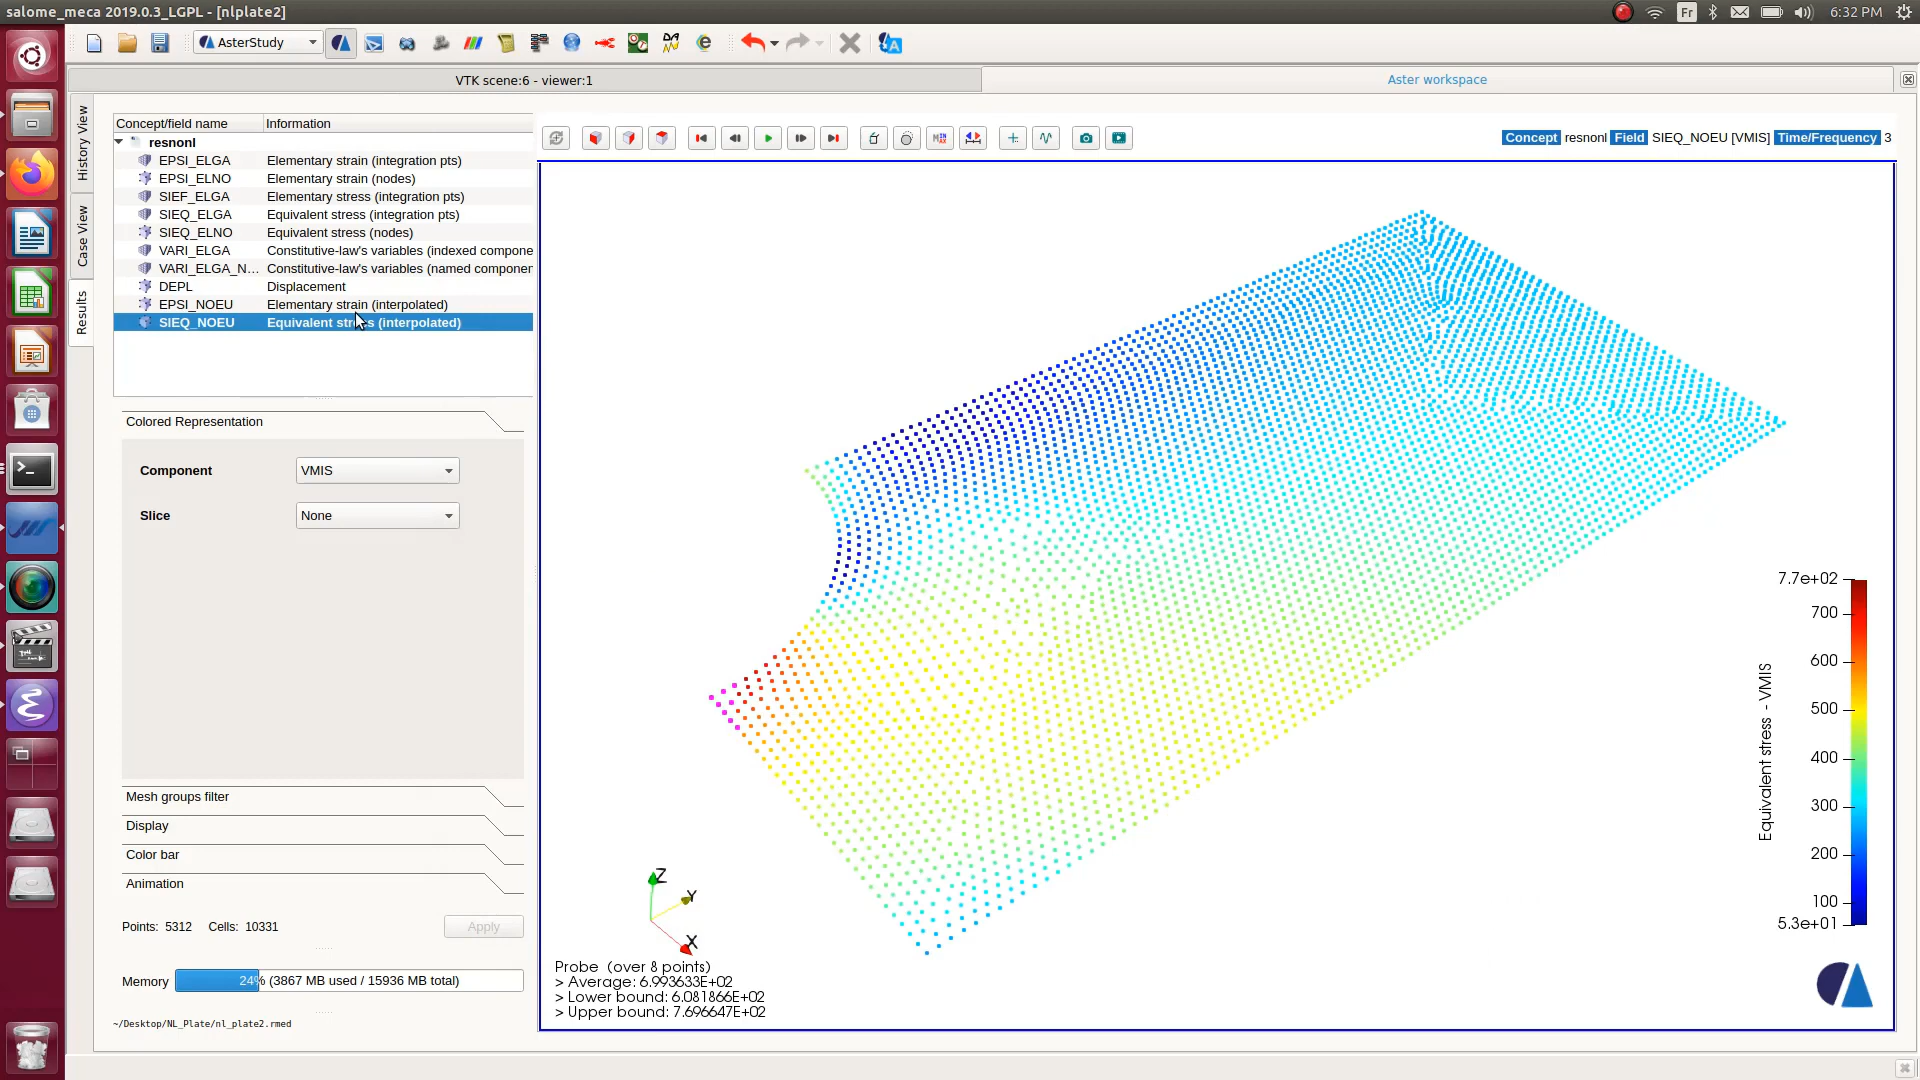 salome_meca 2019.0.3_LGPL - [nlplate2]
Fr
6:32 PM
AsterStudy
VTK scene:6 - viewer:1
Aster workspace
History View
Case View
Results
Concept/field name Information
resnonl
EPSI_ELGA Elementary strain (integration pts)
EPSI_ELNO Elementary strain (nodes)
SIEF_ELGA Elementary stress (integration pts)
SIEQ_ELGA Equivalent stress (integration pts)
SIEQ_ELNO Equivalent stress (nodes)
VARI_ELGA Constitutive-law's variables (indexed compone
VARI_ELGA_N... Constitutive-law's variables (named componen
DEPL Displacement
EPSI_NOEU Elementary strain (interpolated)
SIEQ_NOEU Equivalent stress (interpolated)
Concept resnonl Field SIEQ_NOEU [VMIS] Time/Frequency 3
Colored Representation
Component VMIS
Slice None
Mesh groups filter
Display
Color bar
Animation
Points: 5312 Cells: 10331 Apply
Memory 24% (3867 MB used / 15936 MB total)
~/Desktop/NL_Plate/nl_plate2.rmed
7.7e+02
700
600
500
400
300
200
100
5.3e+01
Equivalent stress - VMIS
Z
Y
X
Probe (over 8 points)
> Average: 6.993633E+02
> Lower bound: 6.081866E+02
> Upper bound: 7.696647E+02